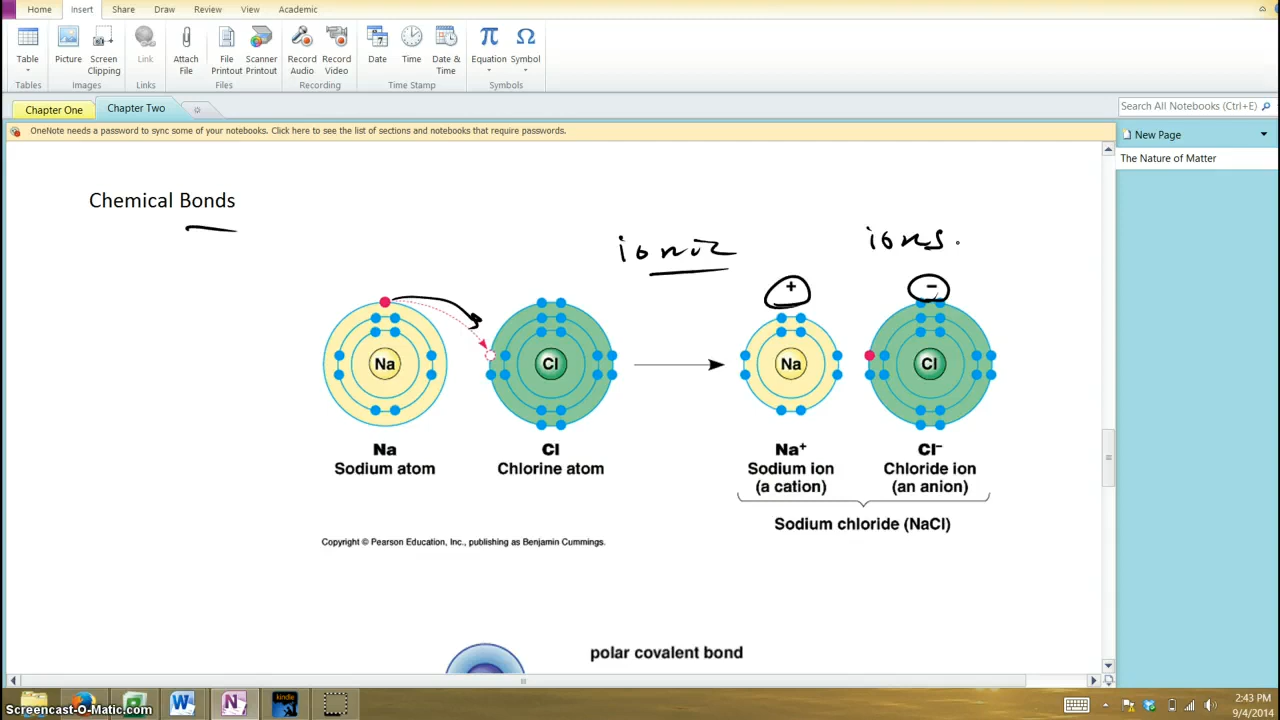 Home Insert Share Draw Review View Academic
Table Picture Screen Clipping Link Attach File File Printout Scanner Printout Record Audio Record Video Date Time Date & Time Equation Symbol
Tables Images Links Files Recording Time Stamp Symbols
Chapter One Chapter Two Search All Notebooks (Ctrl+E)
OneNote needs a password to sync some of your notebooks. Click here to see the list of sections and notebooks that require passwords.
New Page
The Nature of Matter
Chemical Bonds
ionic ions
+ −
Na Cl Na Cl
Na Cl Na⁺ Cl⁻
Sodium atom Chlorine atom Sodium ion Chloride ion
(a cation) (an anion)
Sodium chloride (NaCl)
Copyright © Pearson Education, Inc., publishing as Benjamin Cummings.
polar covalent bond
kindle
Screencast-O-Matic.com
2:43 PM
9/4/2014